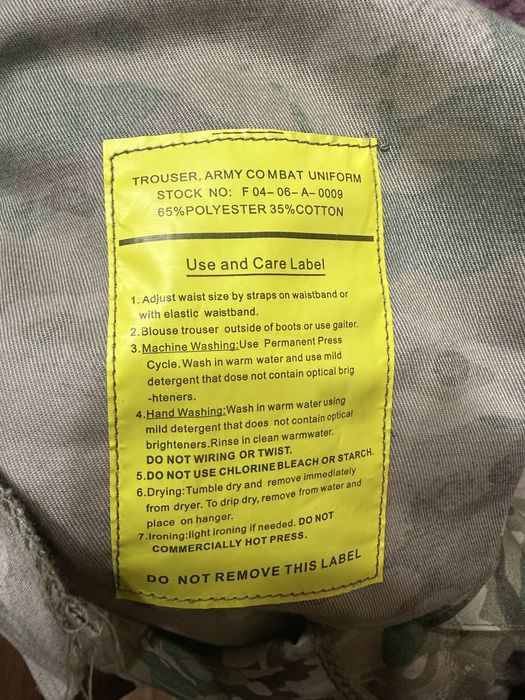 TROUSER, ARMY COMBAT UNIFORM
STOCK NO: F 04-06-A-0009
65%POLYESTER 35%COTTON
Use and Care Label
1. Adjust waist size by straps on waistband or
with elastic waistband.
2.Blouse trouser outside of boots or use gaiter.
3. Machine Washing:Use Permanent Press
Cycle. Wash in warm water and use mild
detergent that dose not contain optical brig
-hteners.
4. Hand Washing:Wash in warm water using
mild detergent that does not contain optical
brighteners.Rinse in clean warmwater.
DO NOT WIRING OR TWIST.
5.DO NOT USE CHLORINE BLEACH OR STARCH.
6.Drying:Tumble dry and remove immediately
from dryer. To drip dry, remove from water and
place on hanger.
7.Ironing:light ironing if needed. DO NOT
COMMERCIALLY HOT PRESS.
DO NOT REMOVE THIS LABEL